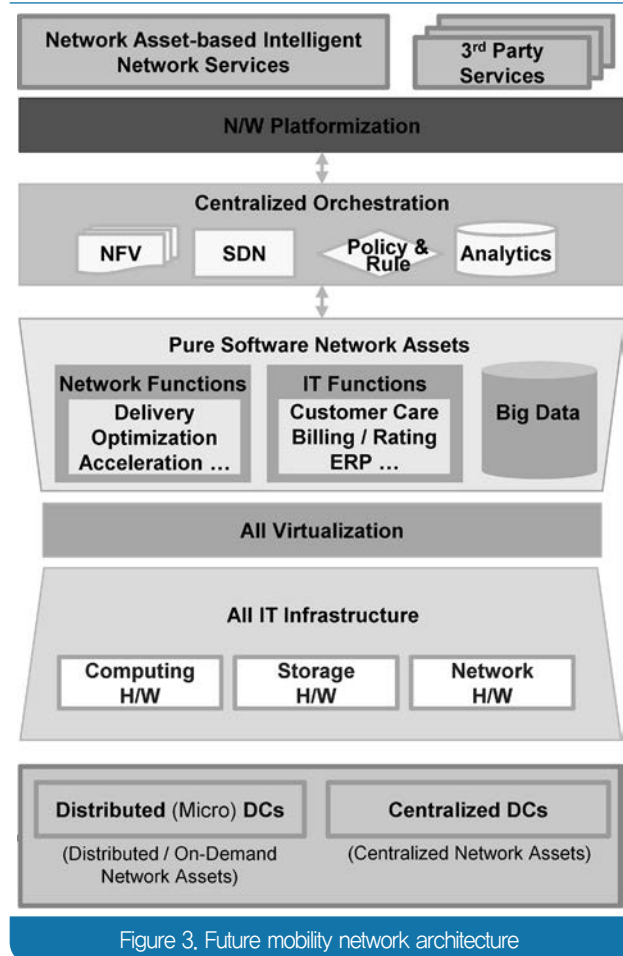 Network Asset-based Intelligent
Network Services
3rd Party
Services
N/W Platformization
Centralized Orchestration
NFV
SDN
Policy &
Rule
Analytics
Pure Software Network Assets
Network Functions
Delivery
Optimization
Acceleration ...
IT Functions
Customer Care
Billing / Rating
ERP ...
Big Data
All Virtualization
All IT Infrastructure
Computing
H/W
Storage
H/W
Network
H/W
Distributed (Micro) DCs
(Distributed / On-Demand
Network Assets)
Centralized DCs
(Centralized Network Assets)
Figure 3. Future mobility network architecture